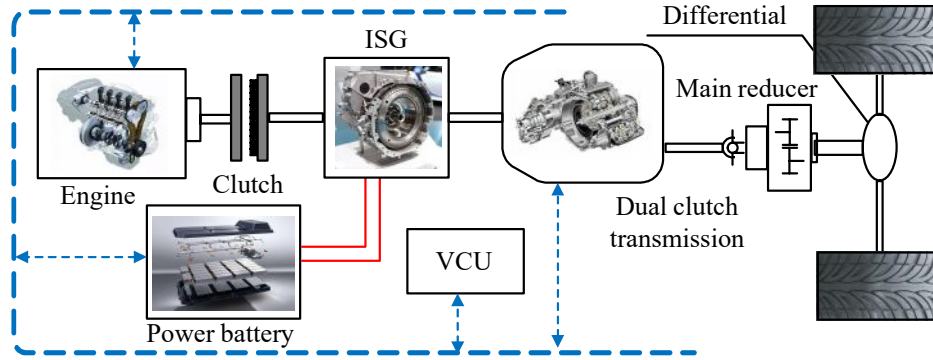 Differential
ISG
Main reducer
Engine
Clutch
Dual clutch
transmission
VCU
Power battery